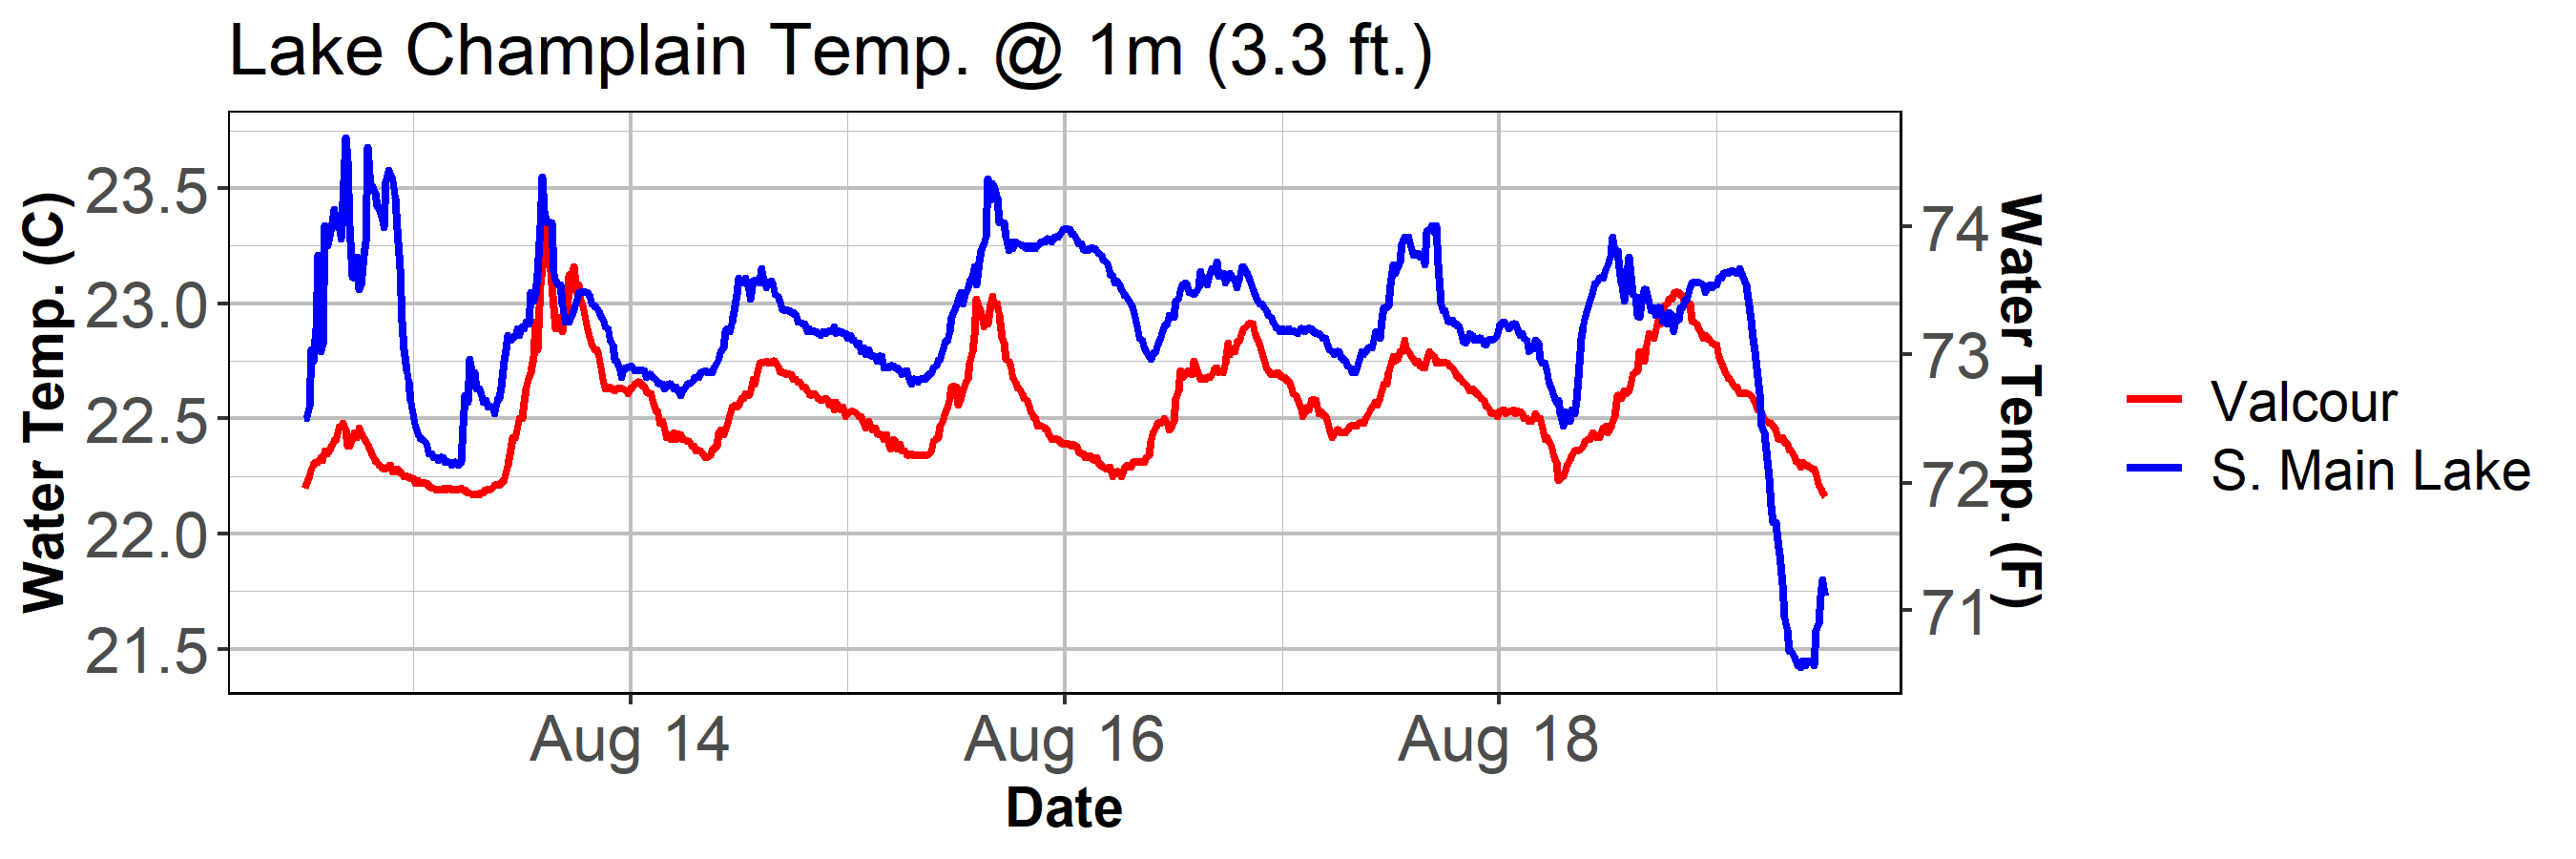 Lake Champlain Temp. @ 1m (3.3 ft.)
Water Temp. (C)
23.5
23.0
22.5
22.0
21.5
74
73
72
71
Water Temp. (F)
Aug 14
Aug 16
Aug 18
Date
Valcour
S. Main Lake